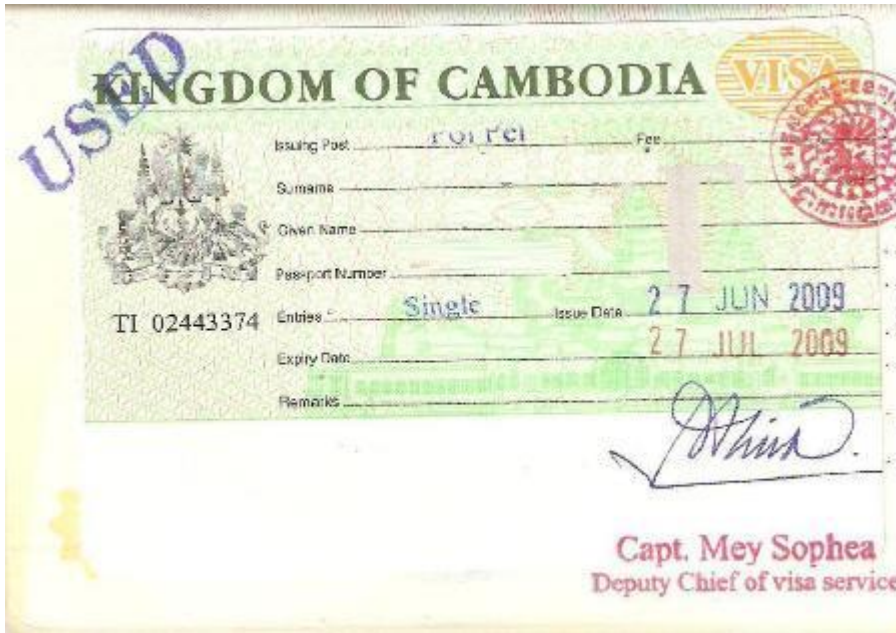 USED
KINGDOM OF CAMBODIA VISA
Issuing Post Poi Pet Fee
Surname
Given Name
Passport Number
TI 02443374 Entries Single Issue Date 27 JUN 2009
Expiry Date 27 JUL 2009
Remarks
Capt. Mey Sophea
Deputy Chief of visa service